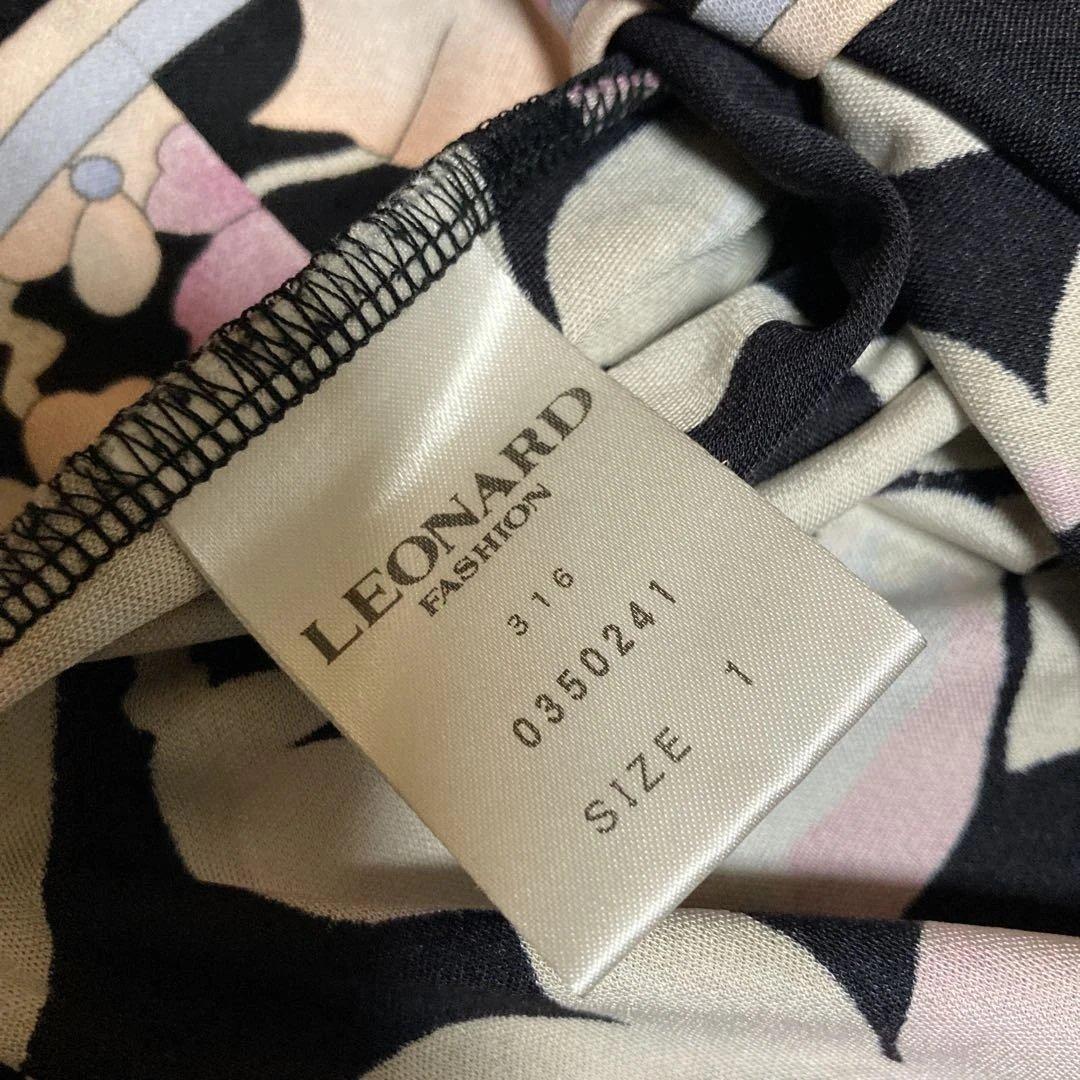 LEONARD
FASHION
316
0350241
SIZE 1